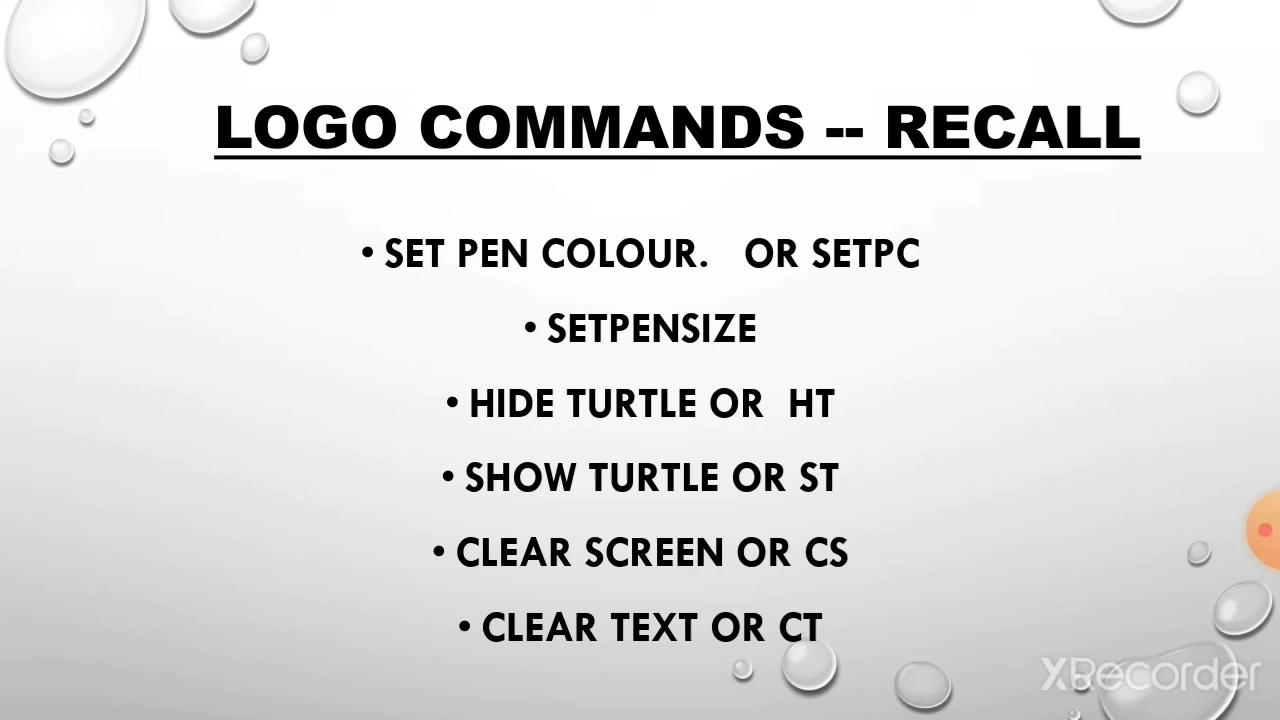 LOGO COMMANDS -- RECALL
• SET PEN COLOUR.   OR SETPC
• SETPENSIZE
• HIDE TURTLE OR  HT
• SHOW TURTLE OR ST
• CLEAR SCREEN OR CS
• CLEAR TEXT OR CT
XRecorder